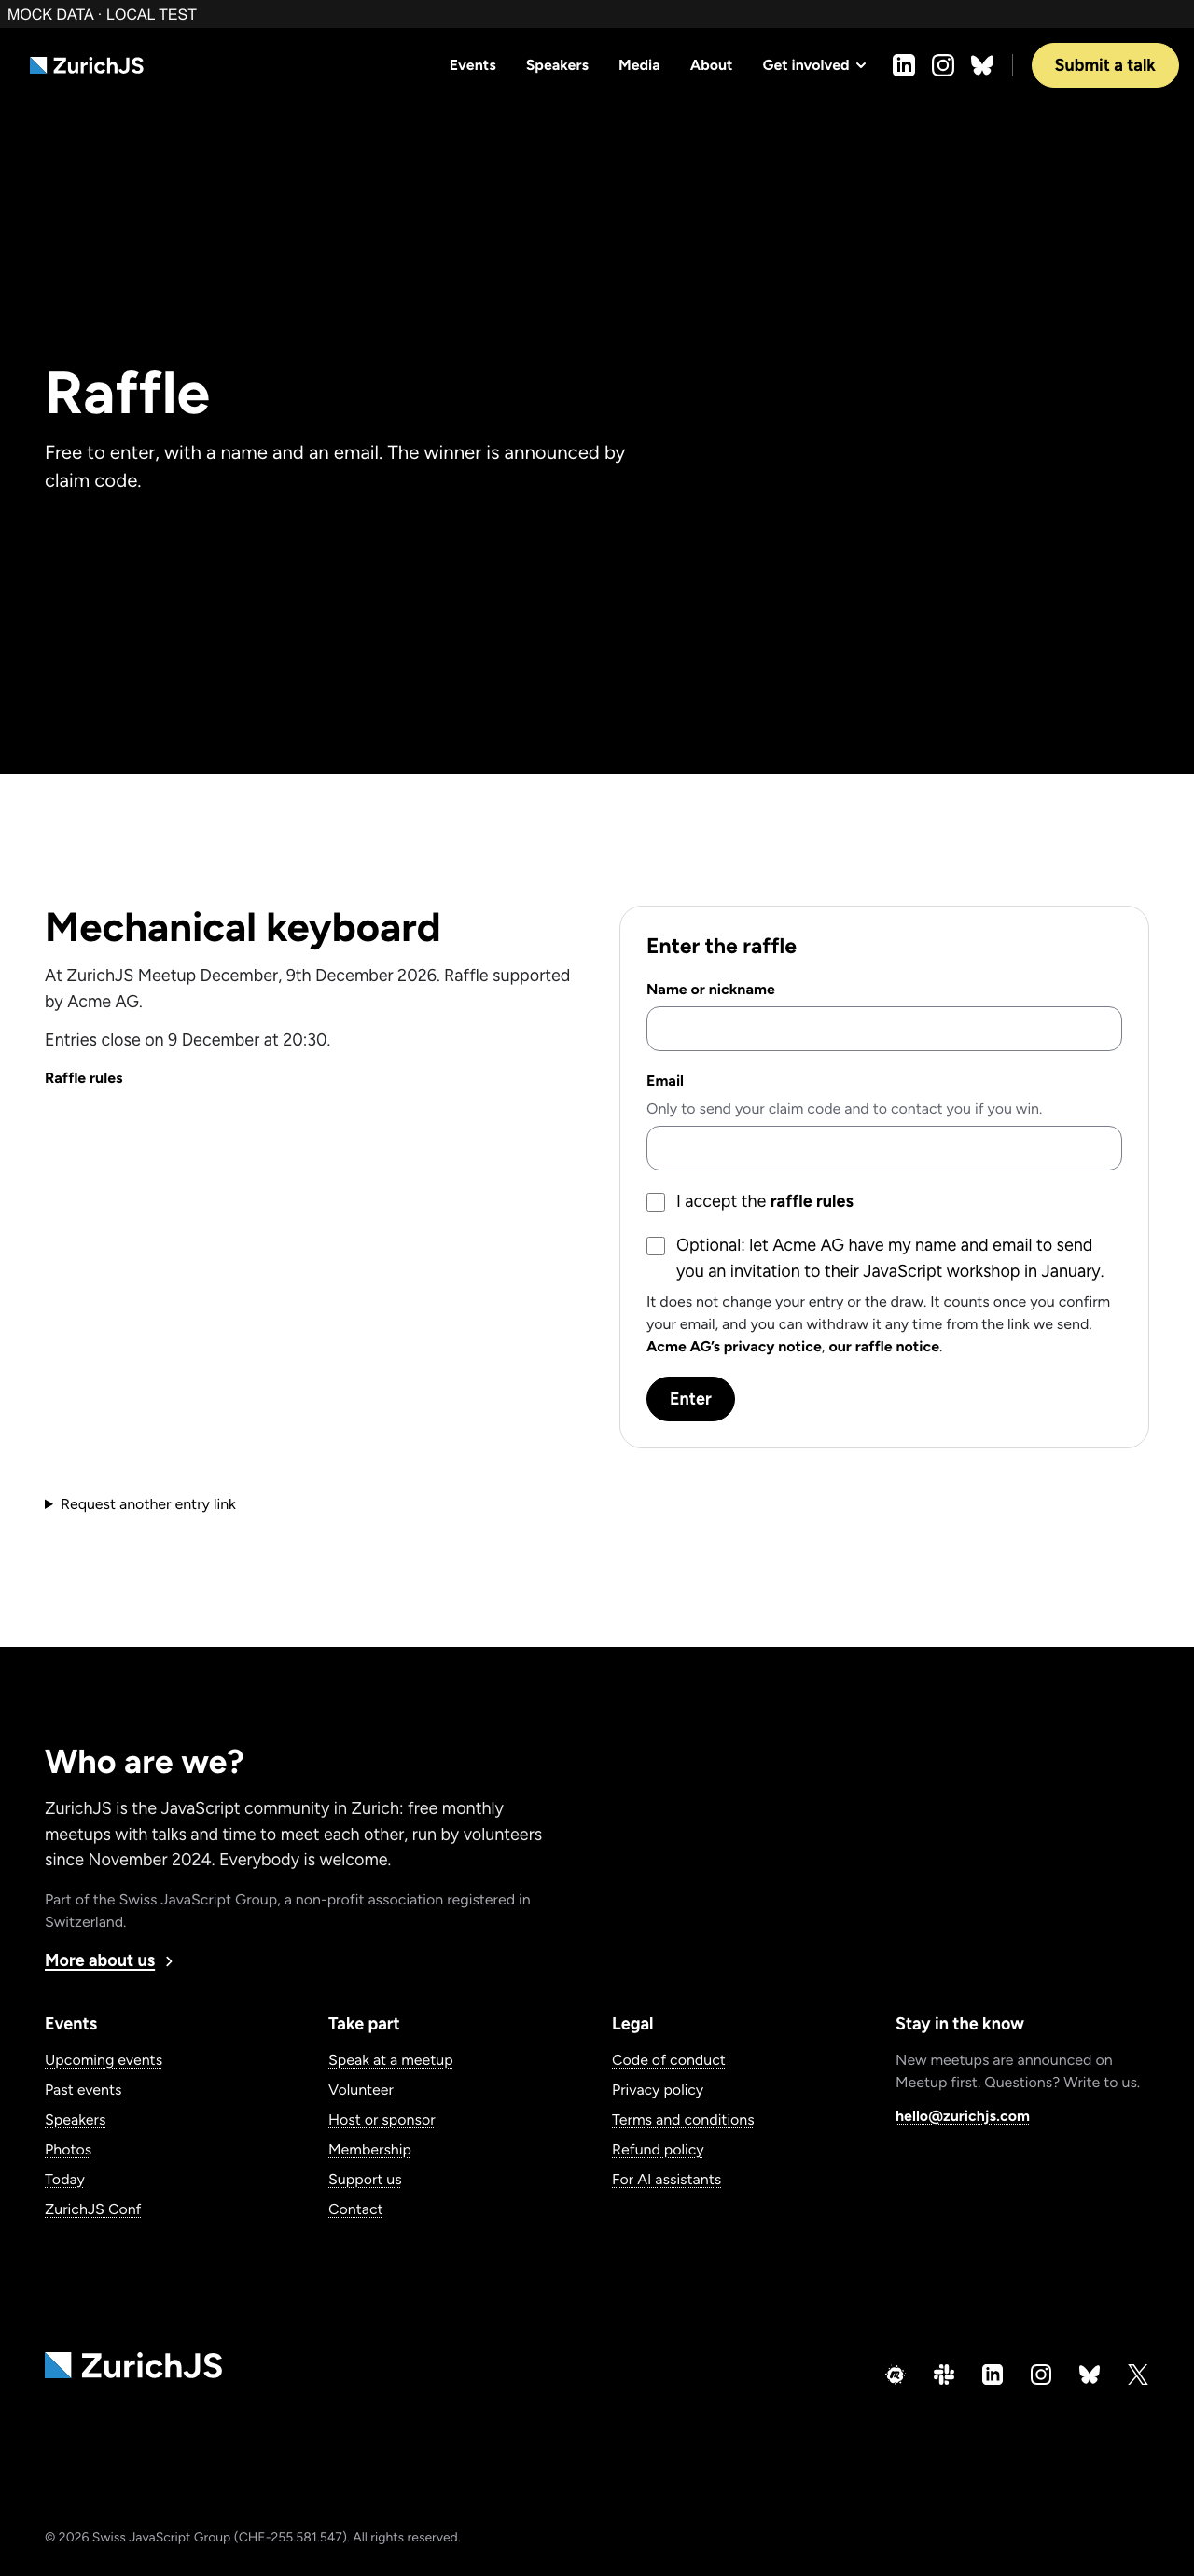 MOCK DATA · LOCAL TEST
ZurichJS
Events
Speakers
Media
About
Get involved
Submit a talk
Raffle
Free to enter, with a name and an email. The winner is announced by
claim code.
Mechanical keyboard
At ZurichJS Meetup December, 9th December 2026. Raffle supported
by Acme AG.
Entries close on 9 December at 20:30.
Raffle rules
Enter the raffle
Name or nickname
Email
Only to send your claim code and to contact you if you win.
I accept the raffle rules
Optional: let Acme AG have my name and email to send
you an invitation to their JavaScript workshop in January.
It does not change your entry or the draw. It counts once you confirm
your email, and you can withdraw it any time from the link we send.
Acme AG’s privacy notice, our raffle notice.
Enter
Request another entry link
Who are we?
ZurichJS is the JavaScript community in Zurich: free monthly
meetups with talks and time to meet each other, run by volunteers
since November 2024. Everybody is welcome.
Part of the Swiss JavaScript Group, a non-profit association registered in
Switzerland.
More about us
Events
Upcoming events
Past events
Speakers
Photos
Today
ZurichJS Conf
Take part
Speak at a meetup
Volunteer
Host or sponsor
Membership
Support us
Contact
Legal
Code of conduct
Privacy policy
Terms and conditions
Refund policy
For AI assistants
Stay in the know
New meetups are announced on
Meetup first. Questions? Write to us.
hello@zurichjs.com
ZurichJS
© 2026 Swiss JavaScript Group (CHE-255.581.547). All rights reserved.